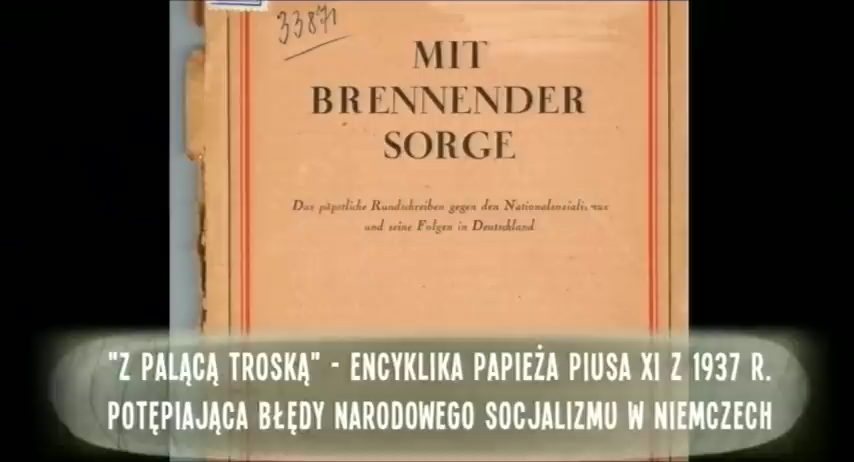 33871
MIT
BRENNENDER
SORGE
Das päpstliche Rundschreiben gegen den Nationalsozialismus
und seine Folgen in Deutschland
"Z PALĄCĄ TROSKĄ" - ENCYKLIKA PAPIEŻA PIUSA XI Z 1937 R.
POTĘPIAJĄCA BŁĘDY NARODOWEGO SOCJALIZMU W NIEMCZECH